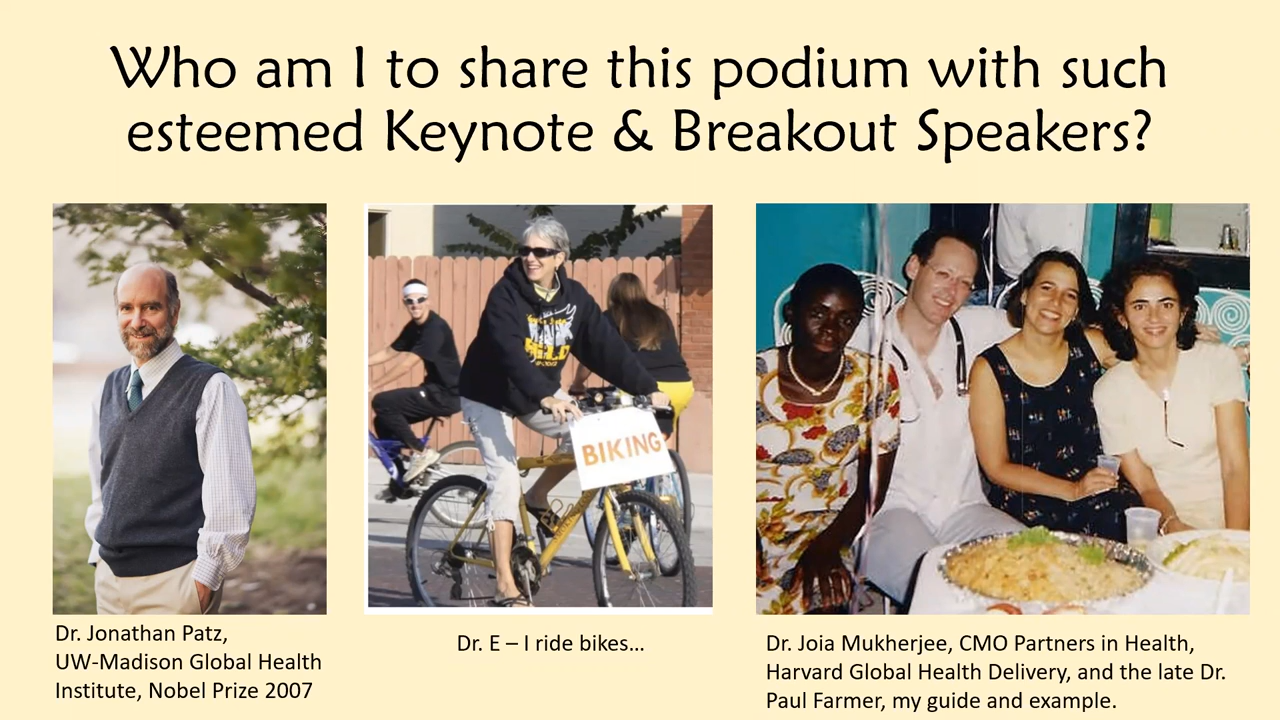 Who am I to share this podium with such
esteemed Keynote & Breakout Speakers?
BIKING
Dr. Jonathan Patz,
UW-Madison Global Health
Institute, Nobel Prize 2007
Dr. E – I ride bikes...
Dr. Joia Mukherjee, CMO Partners in Health,
Harvard Global Health Delivery, and the late Dr.
Paul Farmer, my guide and example.